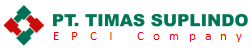 PT. TIMAS SUPLINDO
EPCI Company